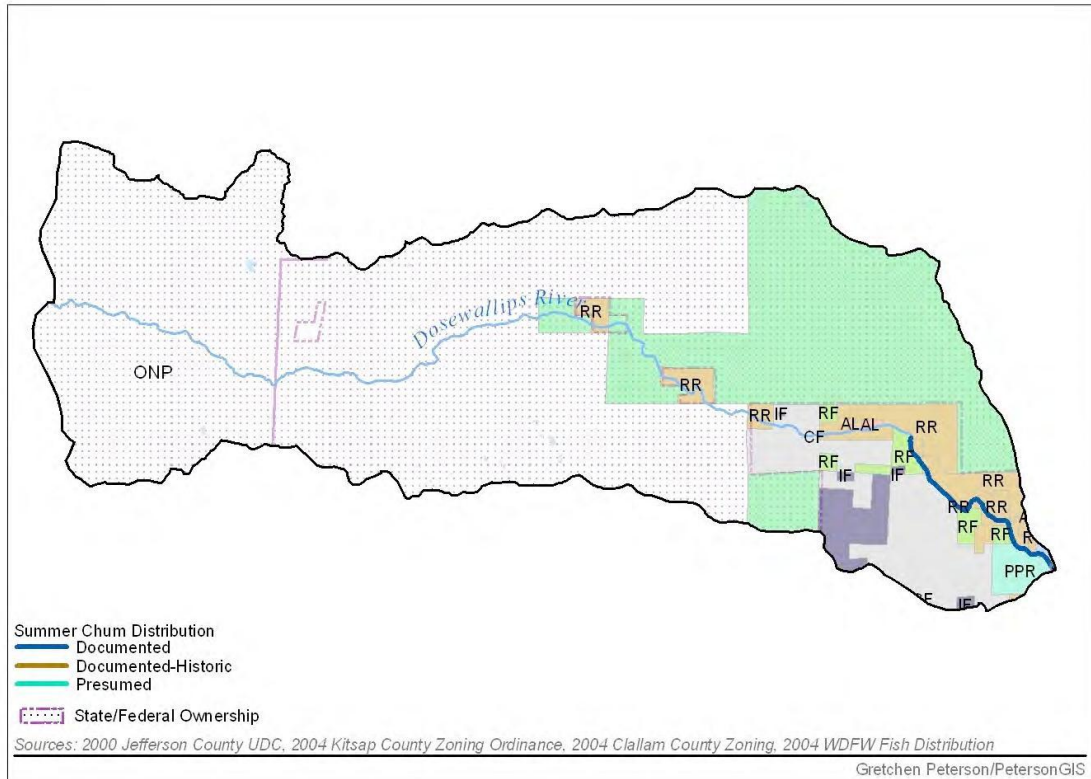 Dosewallips River
RR
ONP
RR
RR IF RF
ALAL RR
CF
RF RF
IF IF
RR
RR RR
RF RF
PPR
IF
Summer Chum Distribution
Documented
Documented-Historic
Presumed
State/Federal Ownership
Sources: 2000 Jefferson County UDC, 2004 Kitsap County Zoning Ordinance, 2004 Clallam County Zoning, 2004 WDFW Fish Distribution
Gretchen Peterson/PetersonGIS